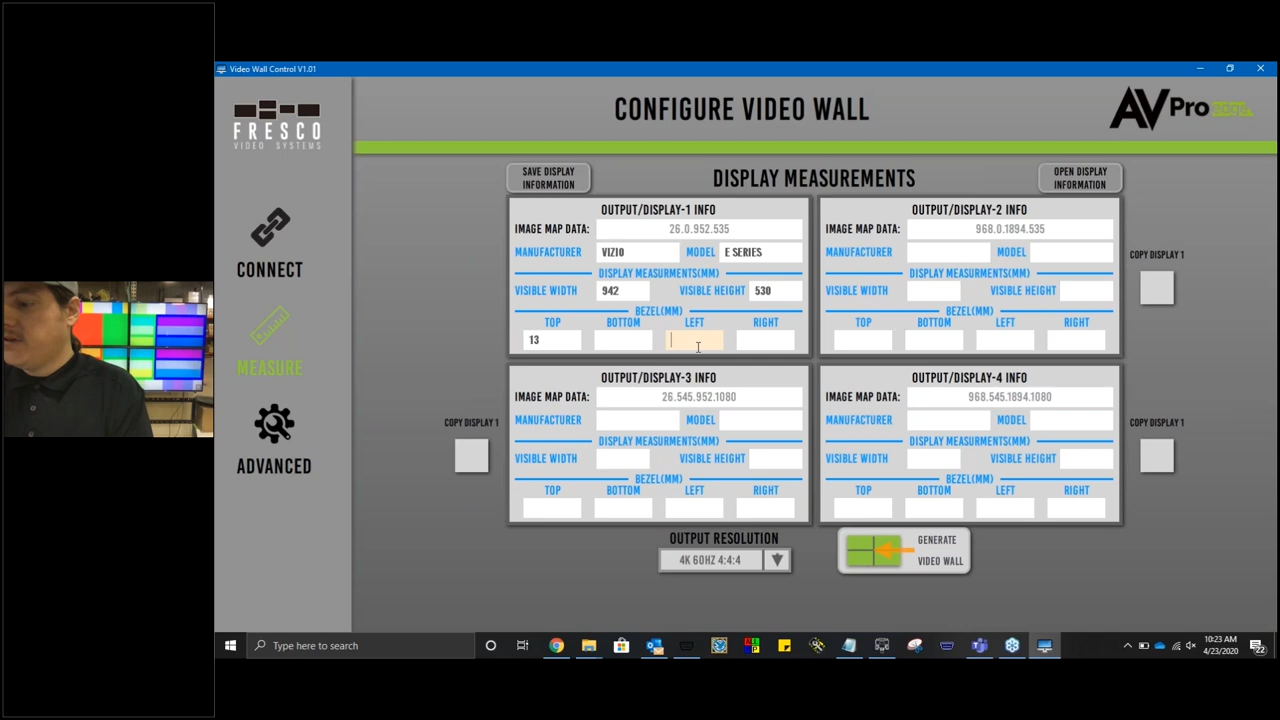 Video Wall Control V1.01
FRESCO
VIDEO SYSTEMS
CONFIGURE VIDEO WALL
AVPro edge
CONNECT
MEASURE
ADVANCED
SAVE DISPLAY
INFORMATION
DISPLAY MEASUREMENTS
OPEN DISPLAY
INFORMATION
OUTPUT/DISPLAY-1 INFO
IMAGE MAP DATA: 26.0.952.535
MANUFACTURER VIZIO MODEL E SERIES
DISPLAY MEASURMENTS(MM)
VISIBLE WIDTH 942 VISIBLE HEIGHT 530
BEZEL(MM)
TOP BOTTOM LEFT RIGHT
13
OUTPUT/DISPLAY-2 INFO
IMAGE MAP DATA: 968.0.1894.535
MANUFACTURER MODEL
DISPLAY MEASURMENTS(MM)
VISIBLE WIDTH VISIBLE HEIGHT
BEZEL(MM)
TOP BOTTOM LEFT RIGHT
COPY DISPLAY 1
COPY DISPLAY 1
OUTPUT/DISPLAY-3 INFO
IMAGE MAP DATA: 26.545.952.1080
MANUFACTURER MODEL
DISPLAY MEASURMENTS(MM)
VISIBLE WIDTH VISIBLE HEIGHT
BEZEL(MM)
TOP BOTTOM LEFT RIGHT
OUTPUT/DISPLAY-4 INFO
IMAGE MAP DATA: 968.545.1894.1080
MANUFACTURER MODEL
DISPLAY MEASURMENTS(MM)
VISIBLE WIDTH VISIBLE HEIGHT
BEZEL(MM)
TOP BOTTOM LEFT RIGHT
COPY DISPLAY 1
OUTPUT RESOLUTION
4K 60HZ 4:4:4
GENERATE
VIDEO WALL
Type here to search
10:23 AM
4/23/2020
22